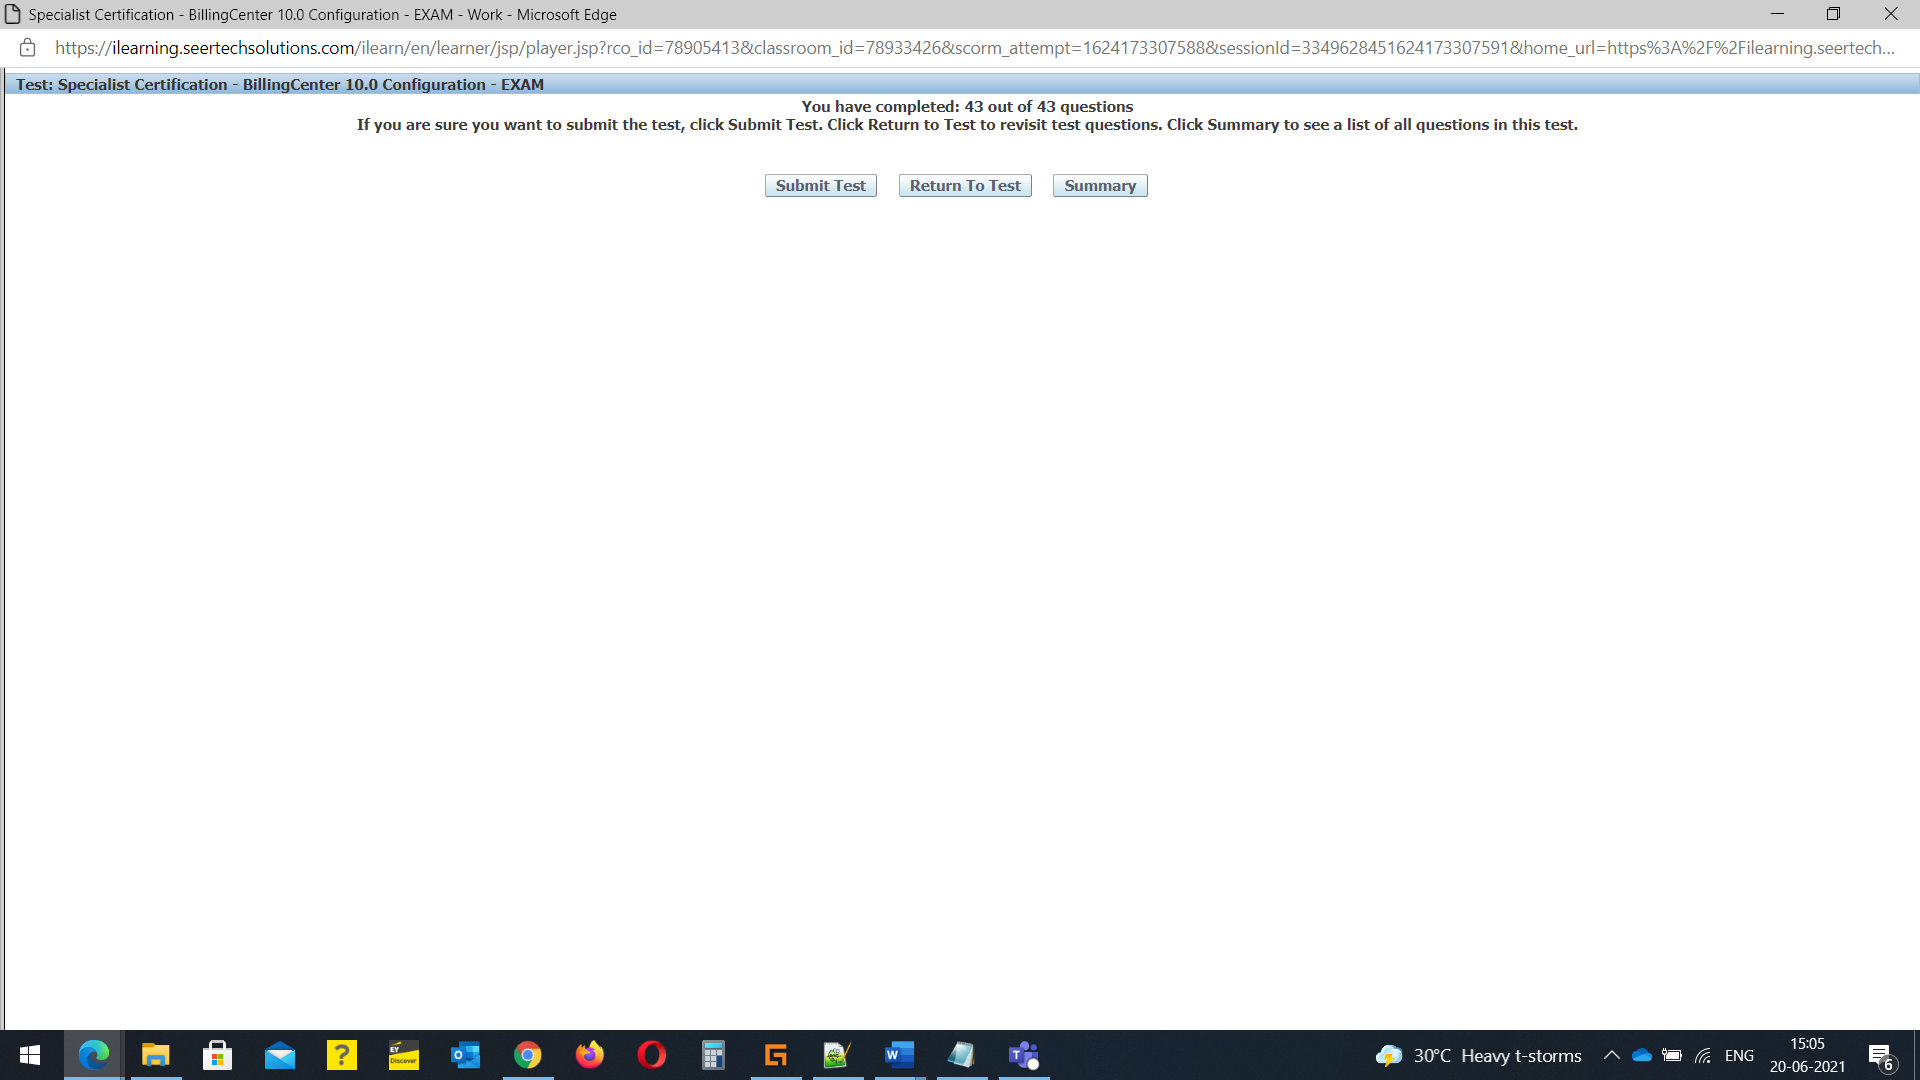 Specialist Certification - BillingCenter 10.0 Configuration - EXAM - Work - Microsoft Edge
https://ilearning.seertechsolutions.com/ilearn/en/learner/jsp/player.jsp?rco_id=78905413&classroom_id=78933426&scorm_attempt=1624173307588&sessionId=3349628451624173307591&home_url=https%3A%2F%2Filearning.seertech...
Test: Specialist Certification - BillingCenter 10.0 Configuration - EXAM
You have completed: 43 out of 43 questions
If you are sure you want to submit the test, click Submit Test. Click Return to Test to revisit test questions. Click Summary to see a list of all questions in this test.
Submit Test Return To Test Summary
EY Discover
30°C Heavy t-storms ENG 15:05
20-06-2021 6